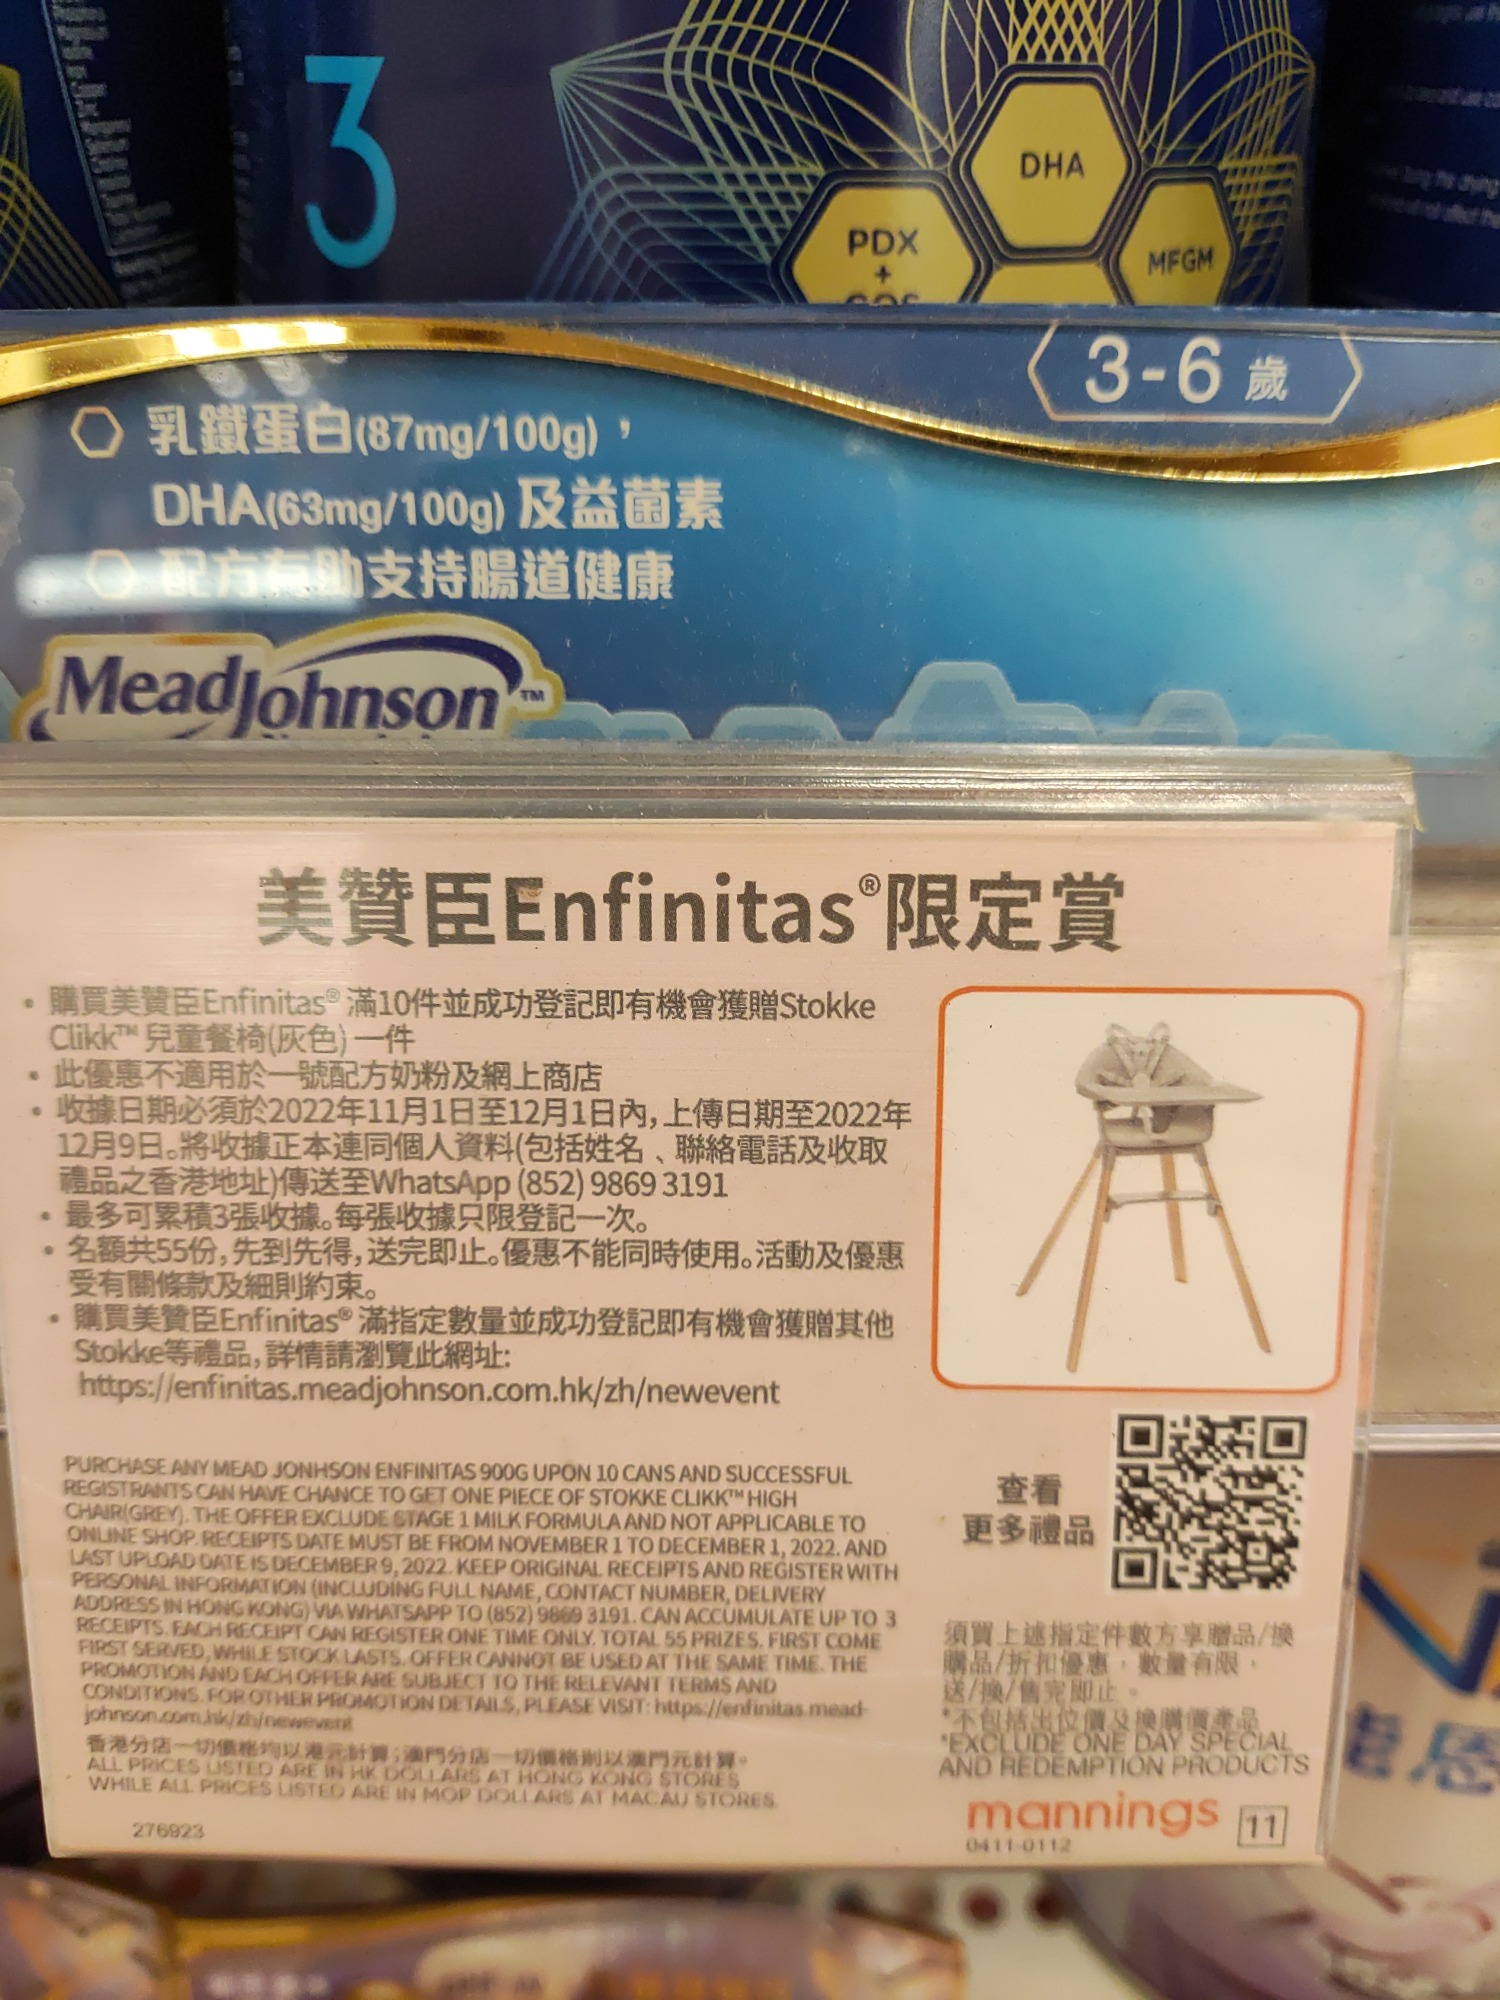 3
DHA
PDX
+
MFGM
3-6 歲
乳鐵蛋白(87mg/100g)，
DHA(63mg/100g) 及益菌素
配方有助支持腸道健康
MeadJohnson™
美贊臣Enfinitas®限定賞
• 購買美贊臣Enfinitas® 滿10件並成功登記即有機會獲贈Stokke
Clikk™ 兒童餐椅(灰色) 一件
• 此優惠不適用於一號配方奶粉及網上商店
• 收據日期必須於2022年11月1日至12月1日內，上傳日期至2022年
12月9日。將收據正本連同個人資料(包括姓名、聯絡電話及收取
禮品之香港地址)傳送至WhatsApp (852) 9869 3191
• 最多可累積3張收據。每張收據只限登記一次。
• 名額共55份，先到先得，送完即止。優惠不能同時使用。活動及優惠
受有關條款及細則約束。
• 購買美贊臣Enfinitas® 滿指定數量並成功登記即有機會獲贈其他
Stokke等禮品，詳情請瀏覽此網址:
https://enfinitas.meadjohnson.com.hk/zh/newevent
PURCHASE ANY MEAD JONHSON ENFINITAS 900G UPON 10 CANS AND SUCCESSFUL
REGISTRANTS CAN HAVE CHANCE TO GET ONE PIECE OF STOKKE CLIKK™ HIGH
CHAIR(GREY). THE OFFER EXCLUDE STAGE 1 MILK FORMULA AND NOT APPLICABLE TO
ONLINE SHOP. RECEIPTS DATE MUST BE FROM NOVEMBER 1 TO DECEMBER 1, 2022. AND
LAST UPLOAD DATE IS DECEMBER 9, 2022. KEEP ORIGINAL RECEIPTS AND REGISTER WITH
PERSONAL INFORMATION (INCLUDING FULL NAME, CONTACT NUMBER, DELIVERY
ADDRESS IN HONG KONG) VIA WHATSAPP TO (852) 9869 3191. CAN ACCUMULATE UP TO 3
RECEIPTS. EACH RECEIPT CAN REGISTER ONE TIME ONLY. TOTAL 55 PRIZES. FIRST COME
FIRST SERVED, WHILE STOCK LASTS. OFFER CANNOT BE USED AT THE SAME TIME. THE
PROMOTION AND EACH OFFER ARE SUBJECT TO THE RELEVANT TERMS AND
CONDITIONS. FOR OTHER PROMOTION DETAILS, PLEASE VISIT: https://enfinitas.mead-
johnson.com.hk/zh/newevent
香港分店一切價格均以港元計算；澳門分店一切價格則以澳門元計算。
ALL PRICES LISTED ARE IN HK DOLLARS AT HONG KONG STORES
WHILE ALL PRICES LISTED ARE IN MOP DOLLARS AT MACAU STORES.
276923
查看
更多禮品
須買上述指定件數方享贈品/換
購品/折扣優惠，數量有限，
送/換/售完即止。
*不包括出位價及換購價產品
*EXCLUDE ONE DAY SPECIAL
AND REDEMPTION PRODUCTS
mannings 11
0411-0112